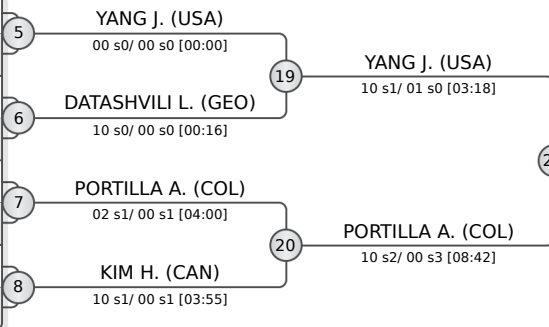 YANG J. (USA)
5
00 s0/ 00 s0 [00:00]
19
YANG J. (USA)
10 s1/ 01 s0 [03:18]
DATASHVILI L. (GEO)
6
10 s0/ 00 s0 [00:16]
PORTILLA A. (COL)
7
02 s1/ 00 s1 [04:00]
20
PORTILLA A. (COL)
10 s2/ 00 s3 [08:42]
KIM H. (CAN)
8
10 s1/ 00 s1 [03:55]